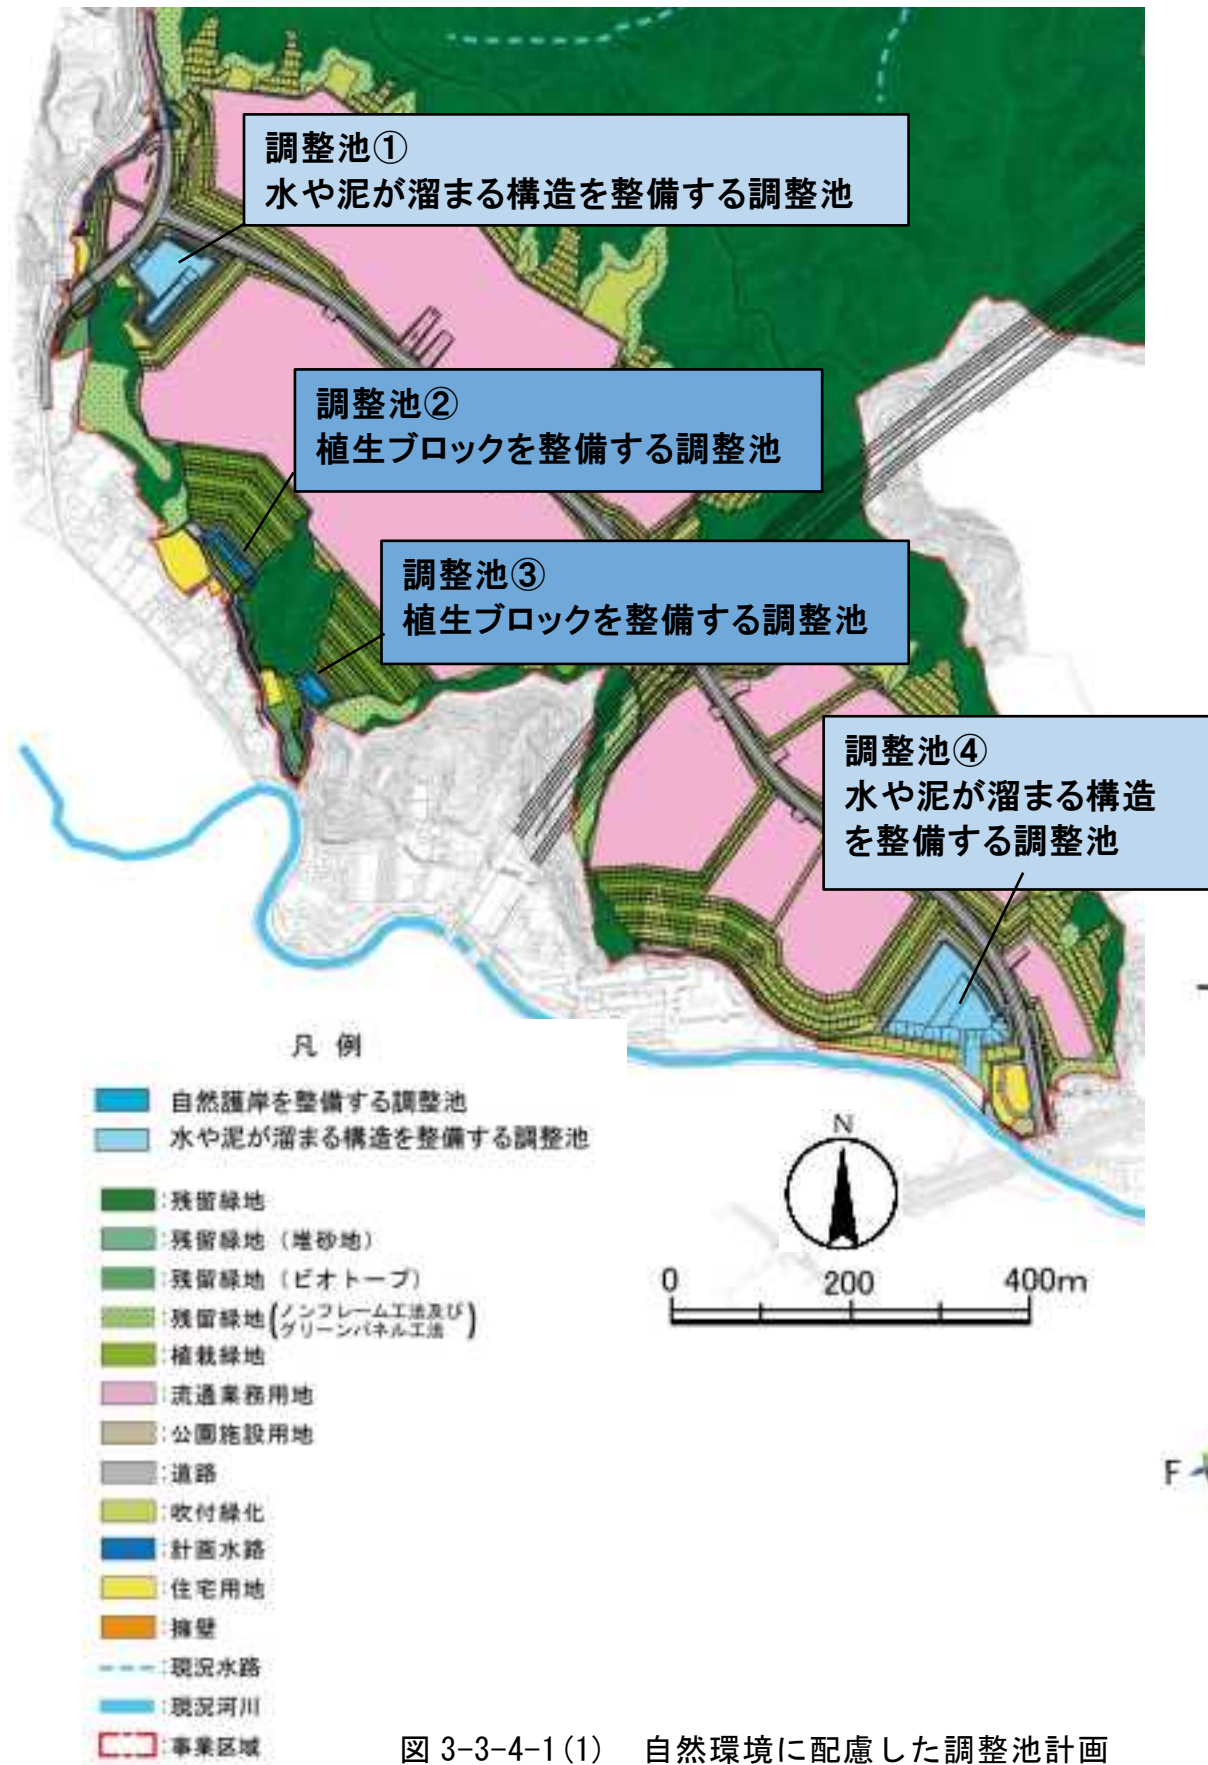 調整池①
水や泥が溜まる構造を整備する調整池
調整池②
植生ブロックを整備する調整池
調整池③
植生ブロックを整備する調整池
調整池④
水や泥が溜まる構造
を整備する調整池
凡 例
自然護岸を整備する調整池
水や泥が溜まる構造を整備する調整池
:残留緑地
:残留緑地（堆砂地）
:残留緑地（ビオトープ）
:残留緑地(ノンフレーム工法及び
グリーンパネル工法)
:植栽緑地
:流通業務用地
:公園施設用地
:道路
:吹付緑化
:計画水路
:住宅用地
:擁壁
:現況水路
:現況河川
:事業区域
N
0 200 400m
F
図 3-3-4-1(1) 自然環境に配慮した調整池計画